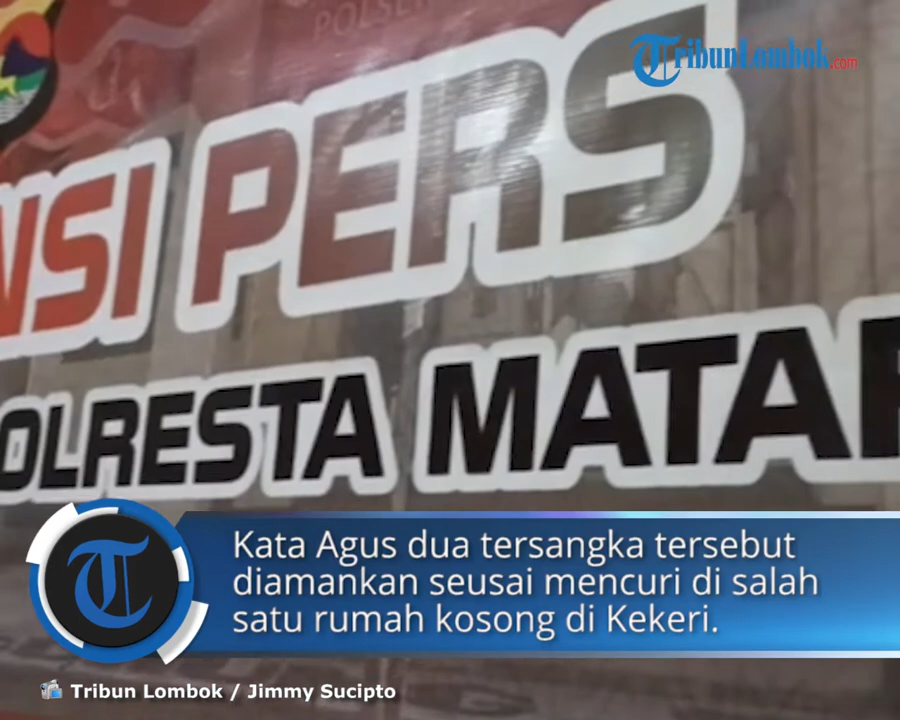 POLSE
TribunLombok.com
NSI PERS
OLRESTA MATAR
Kata Agus dua tersangka tersebut
diamankan seusai mencuri di salah
satu rumah kosong di Kekeri.
Tribun Lombok / Jimmy Sucipto